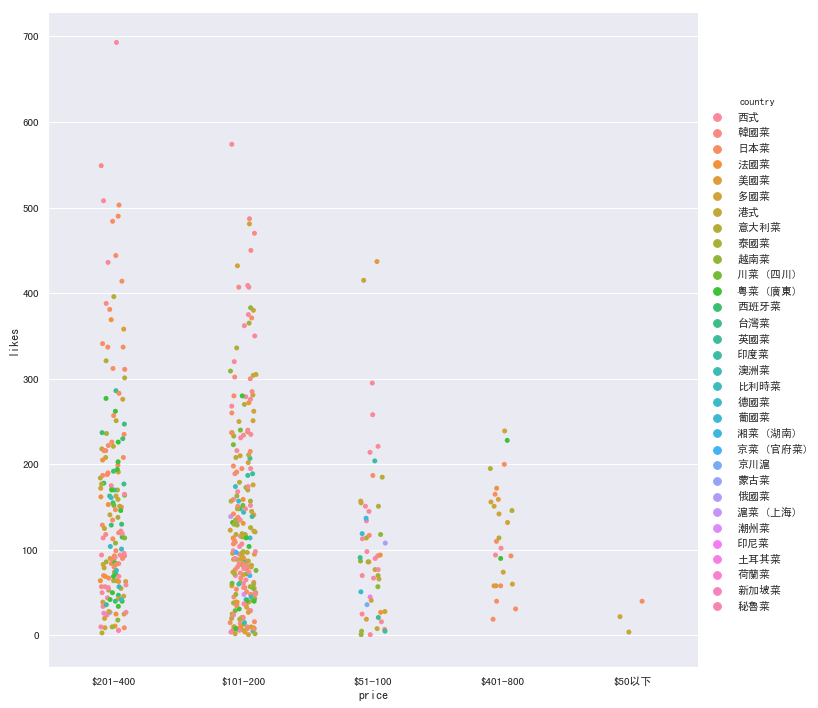 700
600
500
400
300
200
100
0
likes
$201-400
$101-200
$51-100
$401-800
$50以下
price
country
西式
韓國菜
日本菜
法國菜
美國菜
多國菜
港式
意大利菜
泰國菜
越南菜
川菜 (四川)
粵菜 (廣東)
西班牙菜
台灣菜
英國菜
印度菜
澳洲菜
比利時菜
德國菜
葡國菜
湘菜 (湖南)
京菜 (官府菜)
京川滬
蒙古菜
俄國菜
滬菜 (上海)
潮州菜
印尼菜
土耳其菜
荷蘭菜
新加坡菜
秘魯菜